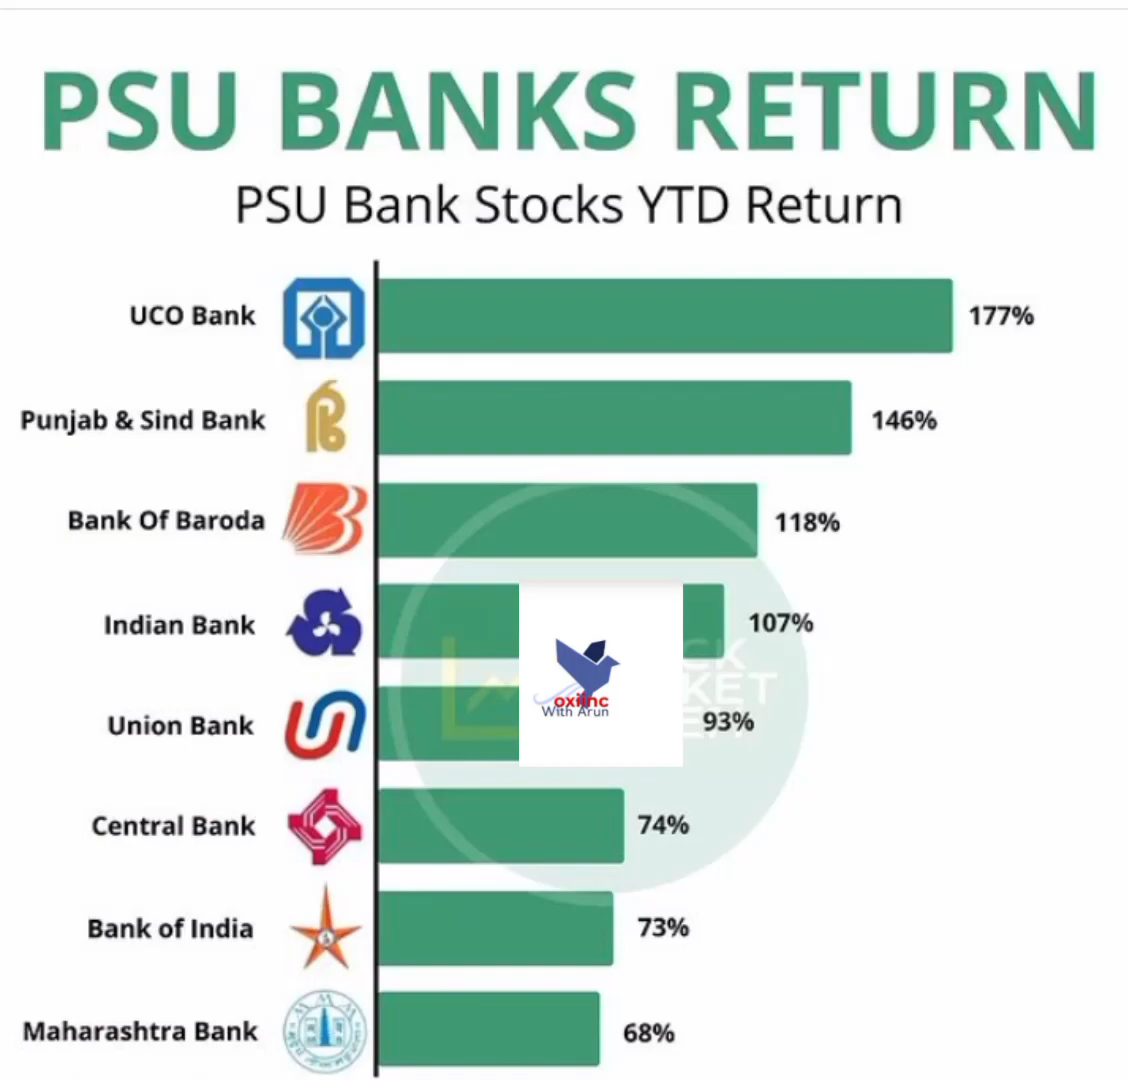 PSU BANKS RETURN
PSU Bank Stocks YTD Return
UCO Bank 177%
Punjab & Sind Bank 146%
Bank Of Baroda 118%
Indian Bank 107%
oxiinc
With Arun
Union Bank 93%
Central Bank 74%
Bank of India 73%
Maharashtra Bank 68%